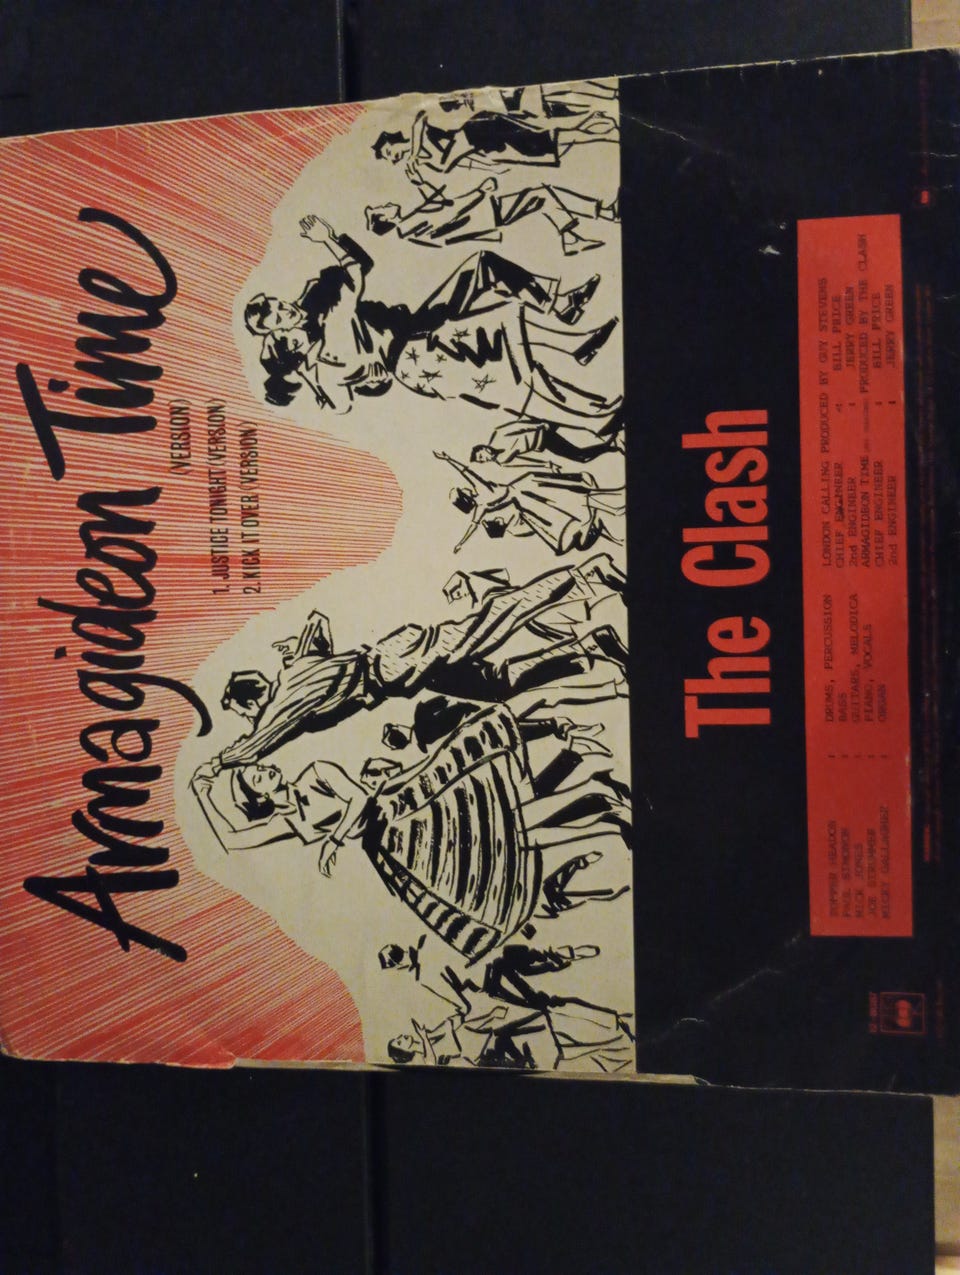 Armagideon Time
(VERSION)
1. JUSTICE TONIGHT (VERSION)
2. KICK IT OVER (VERSION)
The Clash
TOPPER HEADON : DRUMS, PERCUSSION
PAUL SIMONON : BASS
MICK JONES : GUITARS, MELODICA
JOE STRUMMER : PIANO, VOCALS
MICKY GALLAGHER : ORGAN
LONDON CALLING PRODUCED BY GUY STEVENS
CHIEF ENGINEER : BILL PRICE
2nd ENGINEER : JERRY GREEN
ARMAGIDEON TIME PRODUCED BY THE CLASH
CHIEF ENGINEER : BILL PRICE
2nd ENGINEER : JERRY GREEN